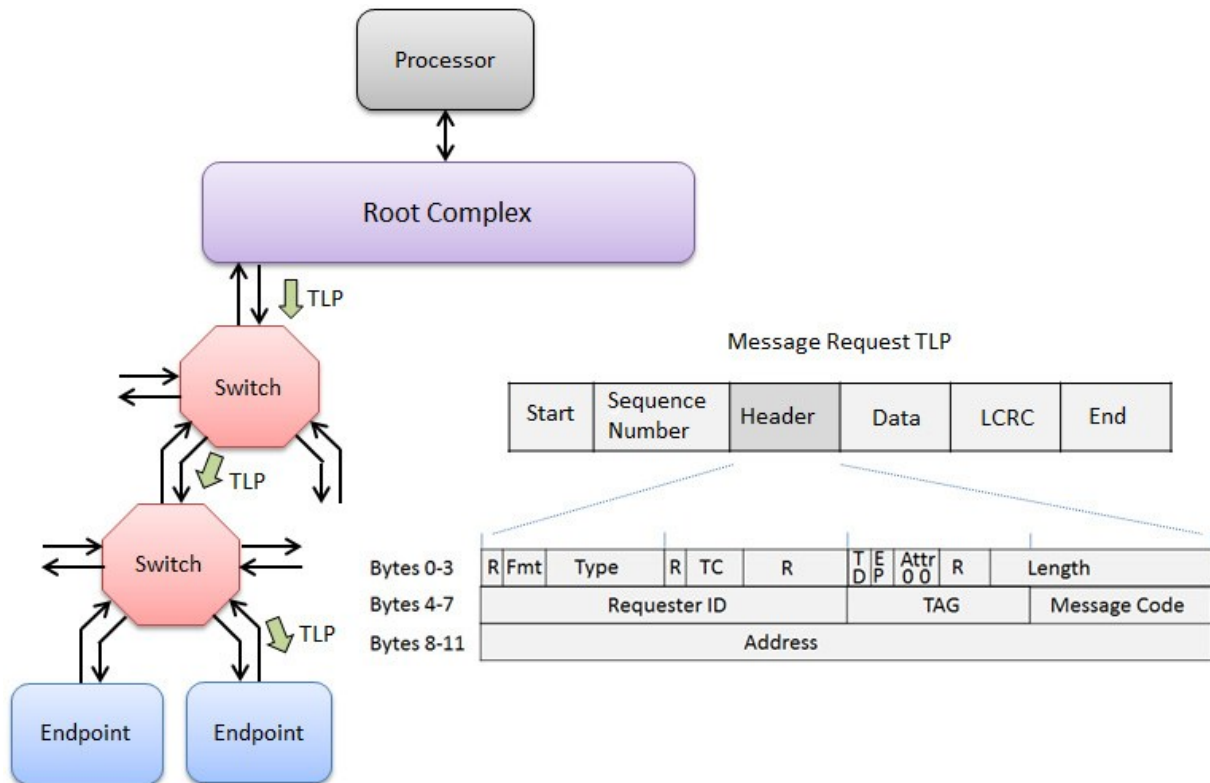 Processor
Root Complex
TLP
Switch
TLP
Switch
TLP
Endpoint
Endpoint
Message Request TLP
Start
Sequence
Number
Header
Data
LCRC
End
Bytes 0-3
R
Fmt
Type
R
TC
R
T
D
E
P
Attr
0 0
R
Length
Bytes 4-7
Requester ID
TAG
Message Code
Bytes 8-11
Address